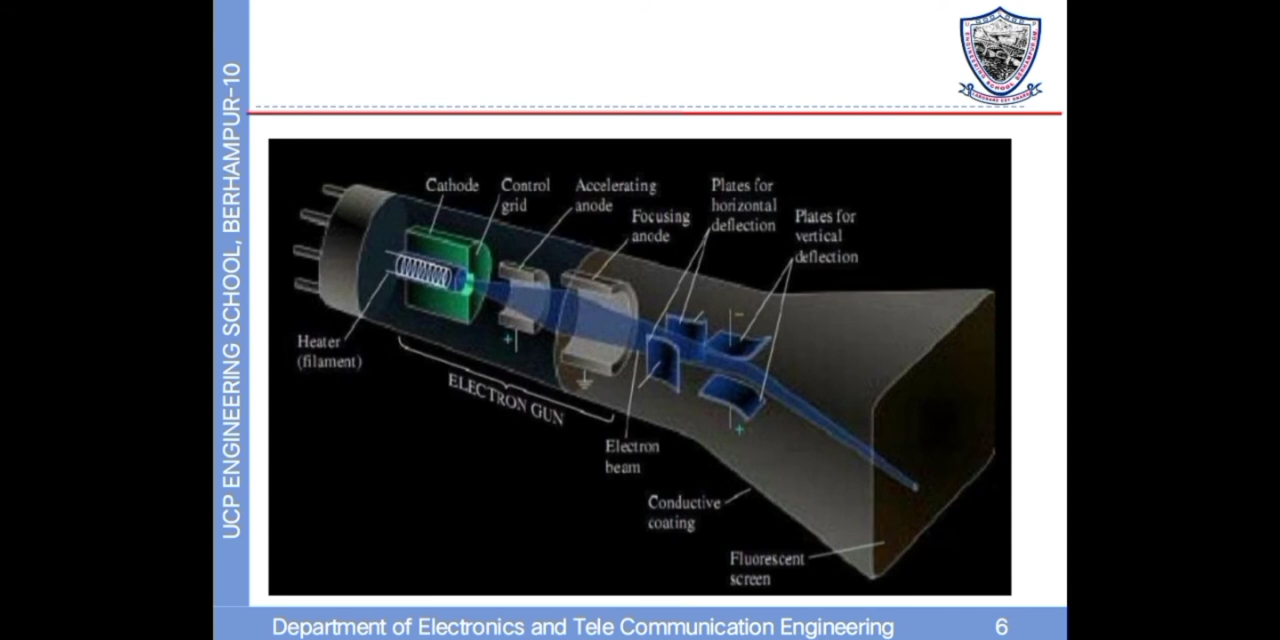 UCP ENGINEERING SCHOOL, BERHAMPUR-10
Cathode
Control
grid
Accelerating
anode
Focusing
anode
Plates for
horizontal
deflection
Plates for
vertical
deflection
−
+
Heater
(filament)
ELECTRON GUN
+
Electron
beam
Conductive
coating
Fluorescent
screen
Department of Electronics and Tele Communication Engineering
6